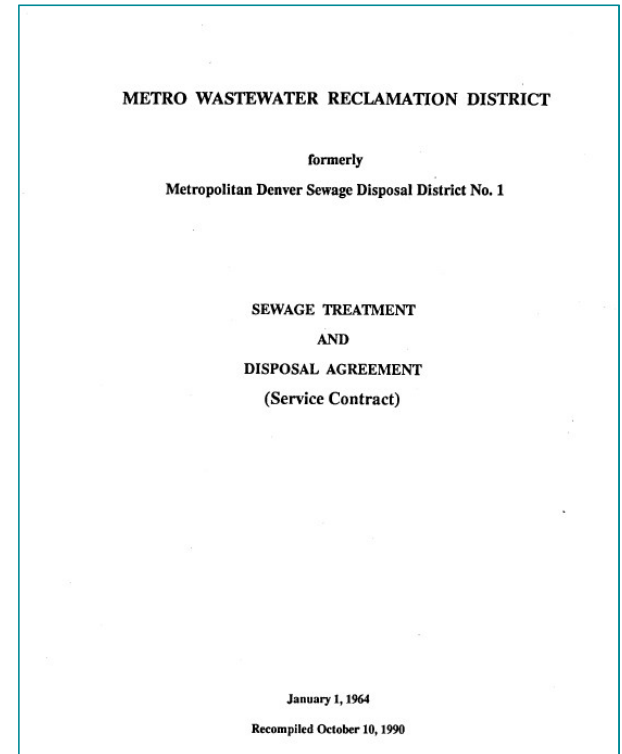 METRO WASTEWATER RECLAMATION DISTRICT
formerly
Metropolitan Denver Sewage Disposal District No. 1
SEWAGE TREATMENT
AND
DISPOSAL AGREEMENT
(Service Contract)
January 1, 1964
Recompiled October 10, 1990